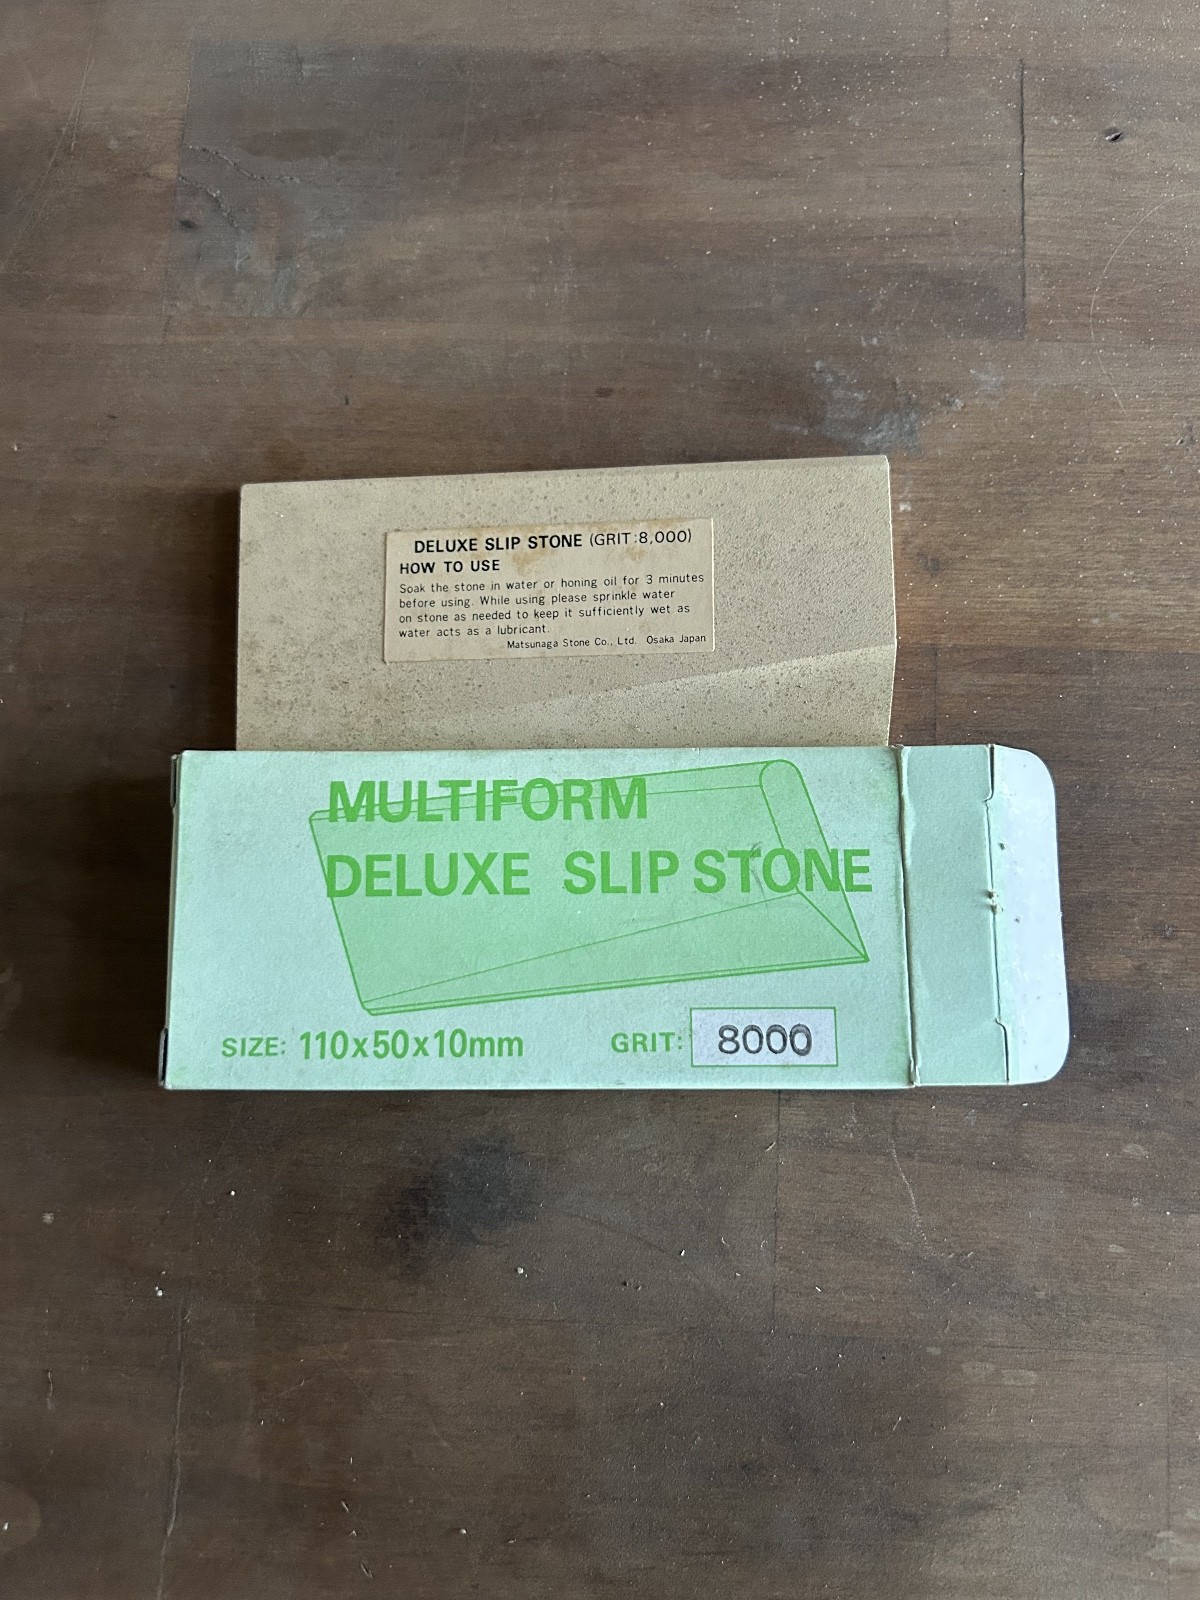 DELUXE SLIP STONE (GRIT:8,000)
HOW TO USE
Soak the stone in water or honing oil for 3 minutes
before using. While using please sprinkle water
on stone as needed to keep it sufficiently wet as
water acts as a lubricant.
Matsunaga Stone Co., Ltd. Osaka Japan
MULTIFORM
DELUXE SLIP STONE
SIZE: 110x50x10mm GRIT: 8000